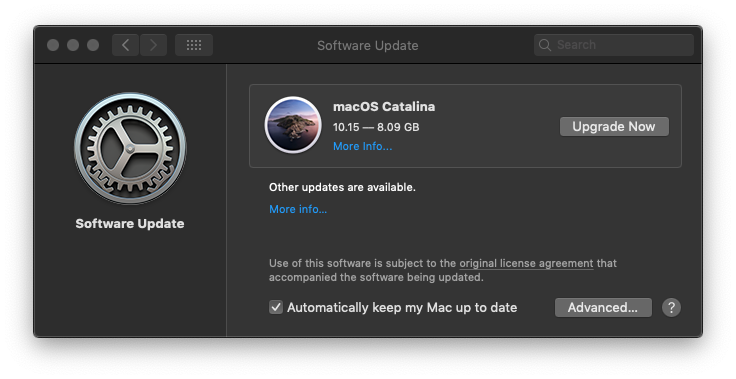 Software Update
Search
macOS Catalina
10.15 — 8.09 GB
Upgrade Now
More Info...
Software Update
Other updates are available.
More info...
Use of this software is subject to the original license agreement that
accompanied the software being updated.
Automatically keep my Mac up to date
Advanced...
?